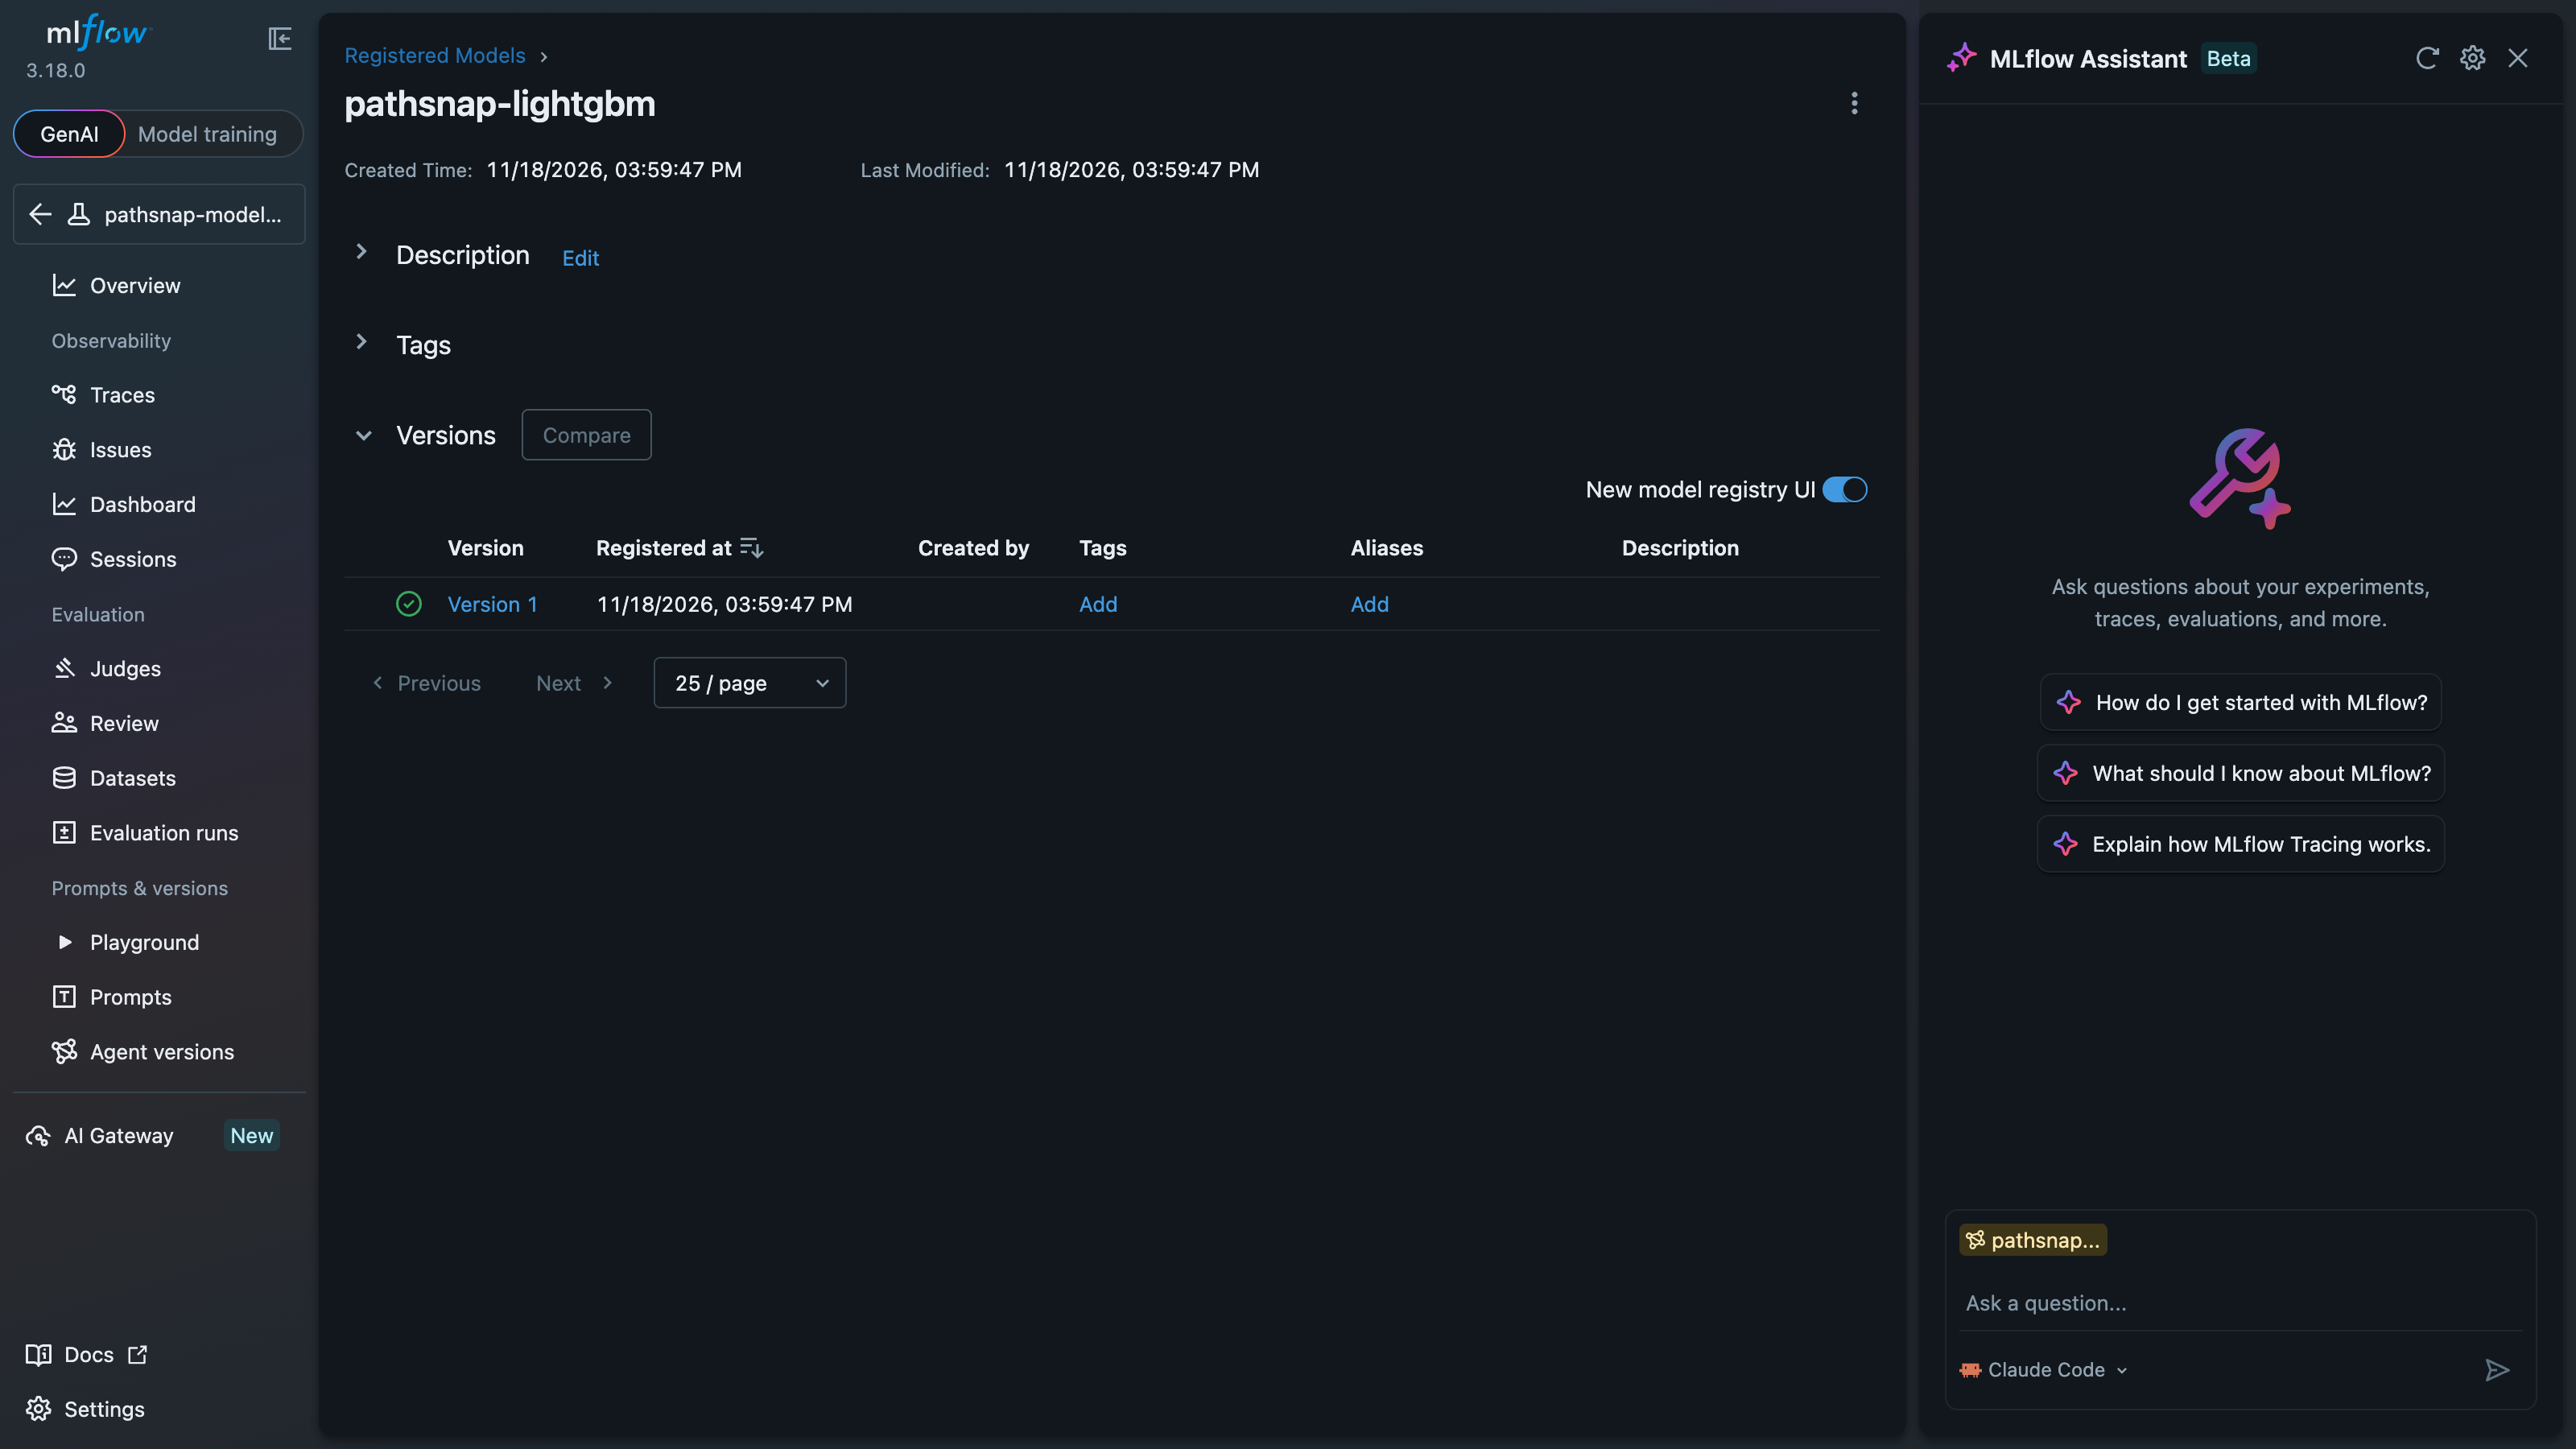 mlflow
3.18.0
GenAI
Model training
pathsnap-model...
Overview
Observability
Traces
Issues
Dashboard
Sessions
Evaluation
Judges
Review
Datasets
Evaluation runs
Prompts & versions
Playground
Prompts
Agent versions
AI Gateway New
Docs
Settings
Registered Models
pathsnap-lightgbm
Created Time: 11/18/2026, 03:59:47 PM Last Modified: 11/18/2026, 03:59:47 PM
Description Edit
Tags
Versions Compare
New model registry UI
Version Registered at Created by Tags Aliases Description
Version 1 11/18/2026, 03:59:47 PM Add Add
Previous Next 25 / page
MLflow Assistant Beta
Ask questions about your experiments,
traces, evaluations, and more.
How do I get started with MLflow?
What should I know about MLflow?
Explain how MLflow Tracing works.
pathsnap...
Ask a question...
Claude Code